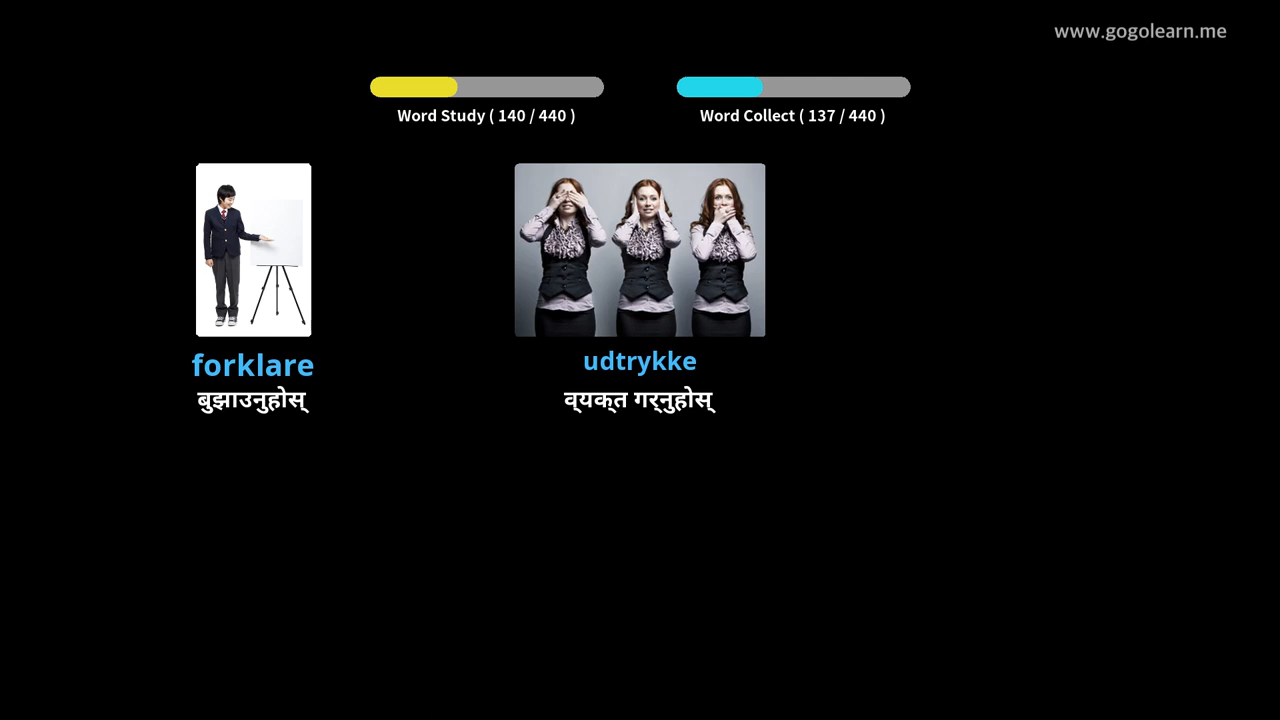 www.gogolearn.me
Word Study ( 140 / 440 )
Word Collect ( 137 / 440 )
forklare
बुझाउनुहोस्
udtrykke
व्यक्त गर्नुहोस्